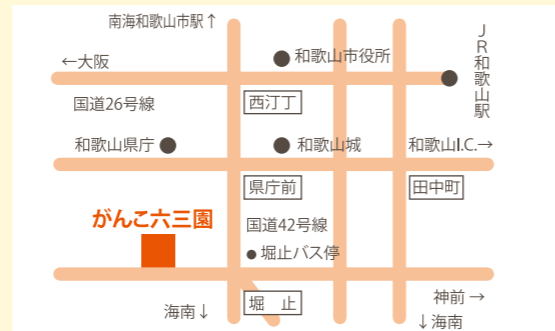 南海和歌山市駅↑
JR和歌山駅
←大阪
和歌山市役所
国道26号線
西汀丁
和歌山県庁
和歌山城
和歌山I.C.→
県庁前
田中町
がんこ六三園
国道42号線
堀止バス停
海南↓
堀 止
神前→
↓海南